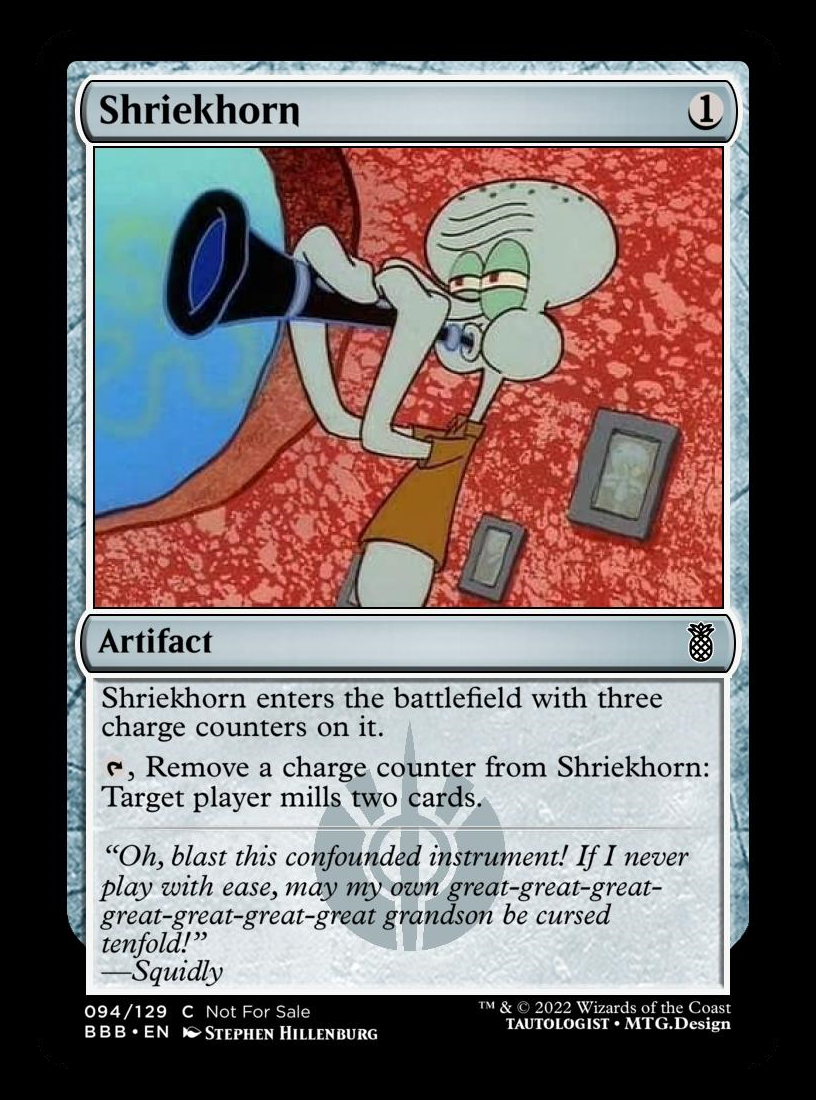 Shriekhorn 1
Artifact
Shriekhorn enters the battlefield with three
charge counters on it.
, Remove a charge counter from Shriekhorn:
Target player mills two cards.
“Oh, blast this confounded instrument! If I never
play with ease, may my own great-great-great-
great-great-great-great grandson be cursed
tenfold!”
—Squidly
094/129 C Not For Sale
BBB • EN STEPHEN HILLENBURG
™ & © 2022 Wizards of the Coast
TAUTOLOGIST • MTG.Design